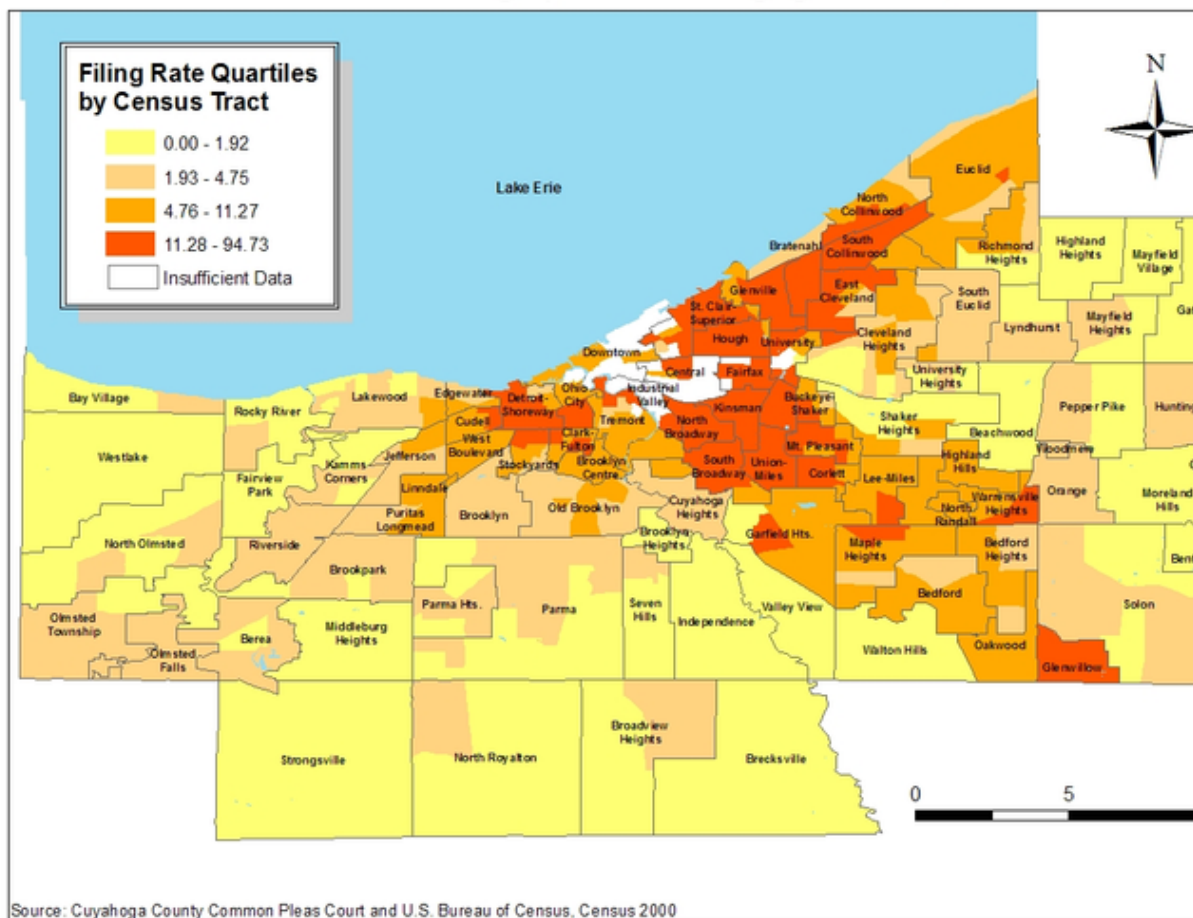 Filing Rate Quartiles
by Census Tract
0.00 - 1.92
1.93 - 4.75
4.76 - 11.27
11.28 - 94.73
Insufficient Data
N
Lake Erie
Euclid
North
Collinwood
Bratenahl
South
Collinwood
Richmond
Heights
Highland
Heights
Mayfield
Village
Glenville
East
Cleveland
South
Euclid
St. Clair-
Superior
Hough
University
Cleveland
Heights
Lyndhurst
Mayfield
Heights
Downtown
Central
Fairfax
University
Heights
Bay Village
Rocky River
Lakewood
Edgewater
Detroit-
Shoreway
Ohio
City
Industrial
Valley
Cudell
Tremont
Kinsman
Buckeye-
Shaker
Shaker
Heights
Beachwood
Pepper Pike
Westlake
Fairview
Park
Kamms
Corners
Jefferson
West
Boulevard
Clark-
Fulton
Stockyards
Brooklyn
Centre
North
Broadway
Mt. Pleasant
South
Broadway
Union-
Miles
Corlett
Highland
Hills
Woodmere
Orange
Moreland
Hills
Linndale
Puritas
Longmead
Brooklyn
Old Brooklyn
Cuyahoga
Heights
Lee-Miles
Warrensville
Heights
North
Randall
North Olmsted
Riverside
Brookpark
Brooklyn
Heights
Garfield Hts.
Maple
Heights
Bedford
Heights
Olmsted
Township
Olmsted
Falls
Berea
Middleburg
Heights
Parma Hts.
Parma
Seven
Hills
Independence
Valley View
Bedford
Walton Hills
Oakwood
Solon
Glenwillow
Strongsville
North Royalton
Broadview
Heights
Brecksville
0 5
Source: Cuyahoga County Common Pleas Court and U.S. Bureau of Census, Census 2000